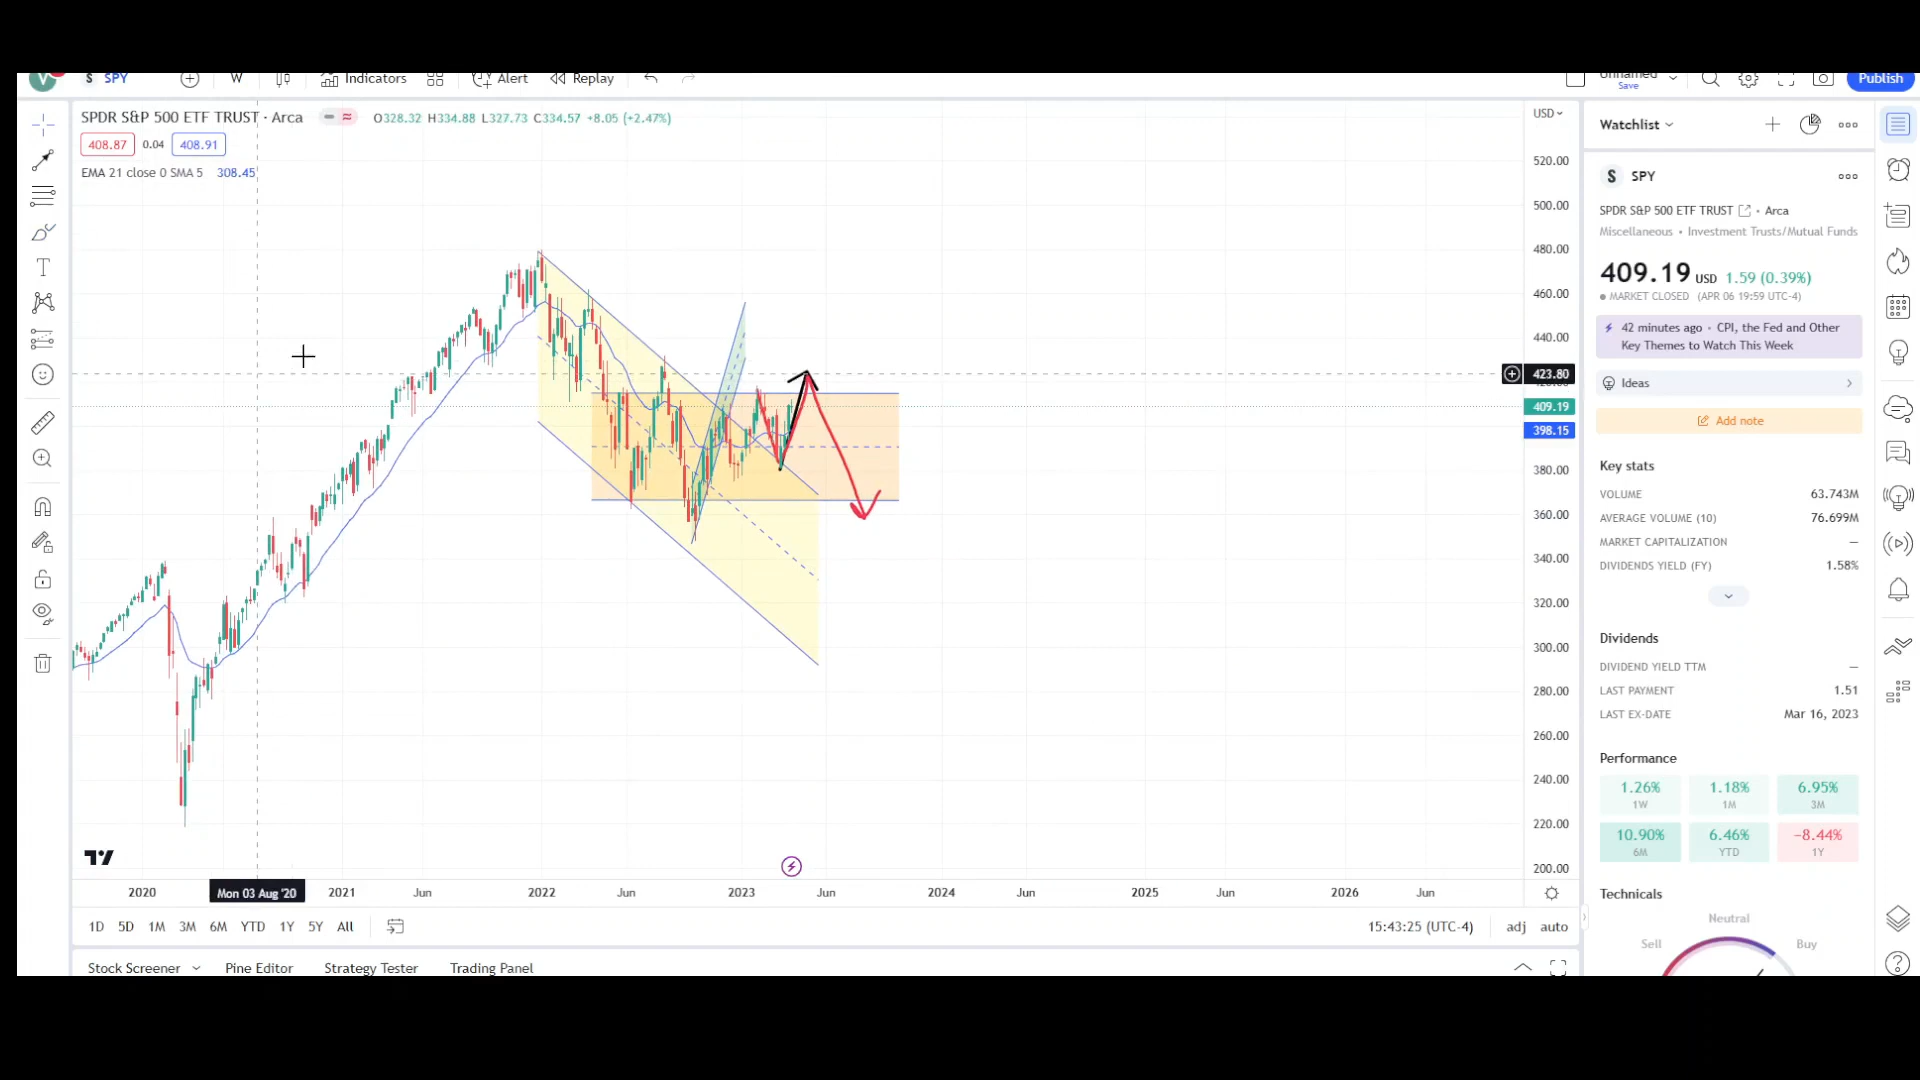 V S SPY W Indicators Alert Replay Unnamed Save Publish
SPDR S&P 500 ETF TRUST · Arca O328.32 H334.88 L327.73 C334.57 +8.05 (+2.47%)
408.87 0.04 408.91
EMA 21 close 0 SMA 5 308.45
USD
520.00
500.00
480.00
460.00
440.00
423.80
409.19
398.15
380.00
360.00
340.00
320.00
300.00
280.00
260.00
240.00
220.00
200.00
2020 Mon 03 Aug '20 2021 Jun 2022 Jun 2023 Jun 2024 Jun 2025 Jun 2026 Jun
1D 5D 1M 3M 6M YTD 1Y 5Y All 15:43:25 (UTC-4) adj auto
Stock Screener Pine Editor Strategy Tester Trading Panel
Watchlist
S SPY
SPDR S&P 500 ETF TRUST • Arca
Miscellaneous • Investment Trusts/Mutual Funds
409.19 USD 1.59 (0.39%)
MARKET CLOSED (APR 06 19:59 UTC-4)
42 minutes ago • CPI, the Fed and Other
Key Themes to Watch This Week
Ideas
Add note
Key stats
VOLUME 63.743M
AVERAGE VOLUME (10) 76.699M
MARKET CAPITALIZATION —
DIVIDENDS YIELD (FY) 1.58%
Dividends
DIVIDEND YIELD TTM —
LAST PAYMENT 1.51
LAST EX-DATE Mar 16, 2023
Performance
1.26% 1.18% 6.95%
1W 1M 3M
10.90% 6.46% −8.44%
6M YTD 1Y
Technicals
Neutral
Sell Buy